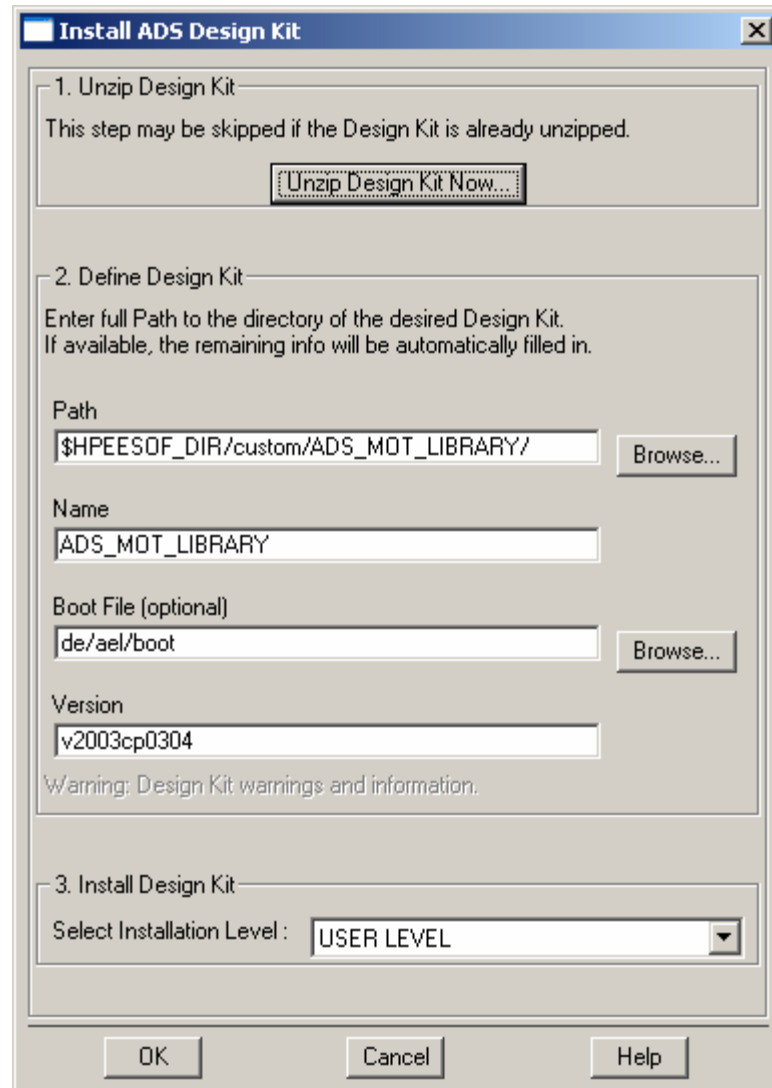 Install ADS Design Kit
1. Unzip Design Kit
This step may be skipped if the Design Kit is already unzipped.
Unzip Design Kit Now...
2. Define Design Kit
Enter full Path to the directory of the desired Design Kit.
If available, the remaining info will be automatically filled in.
Path
$HPEESOF_DIR/custom/ADS_MOT_LIBRARY/
Browse...
Name
ADS_MOT_LIBRARY
Boot File (optional)
de/ael/boot
Browse...
Version
v2003cp0304
Warning: Design Kit warnings and information.
3. Install Design Kit
Select Installation Level :
USER LEVEL
OK
Cancel
Help